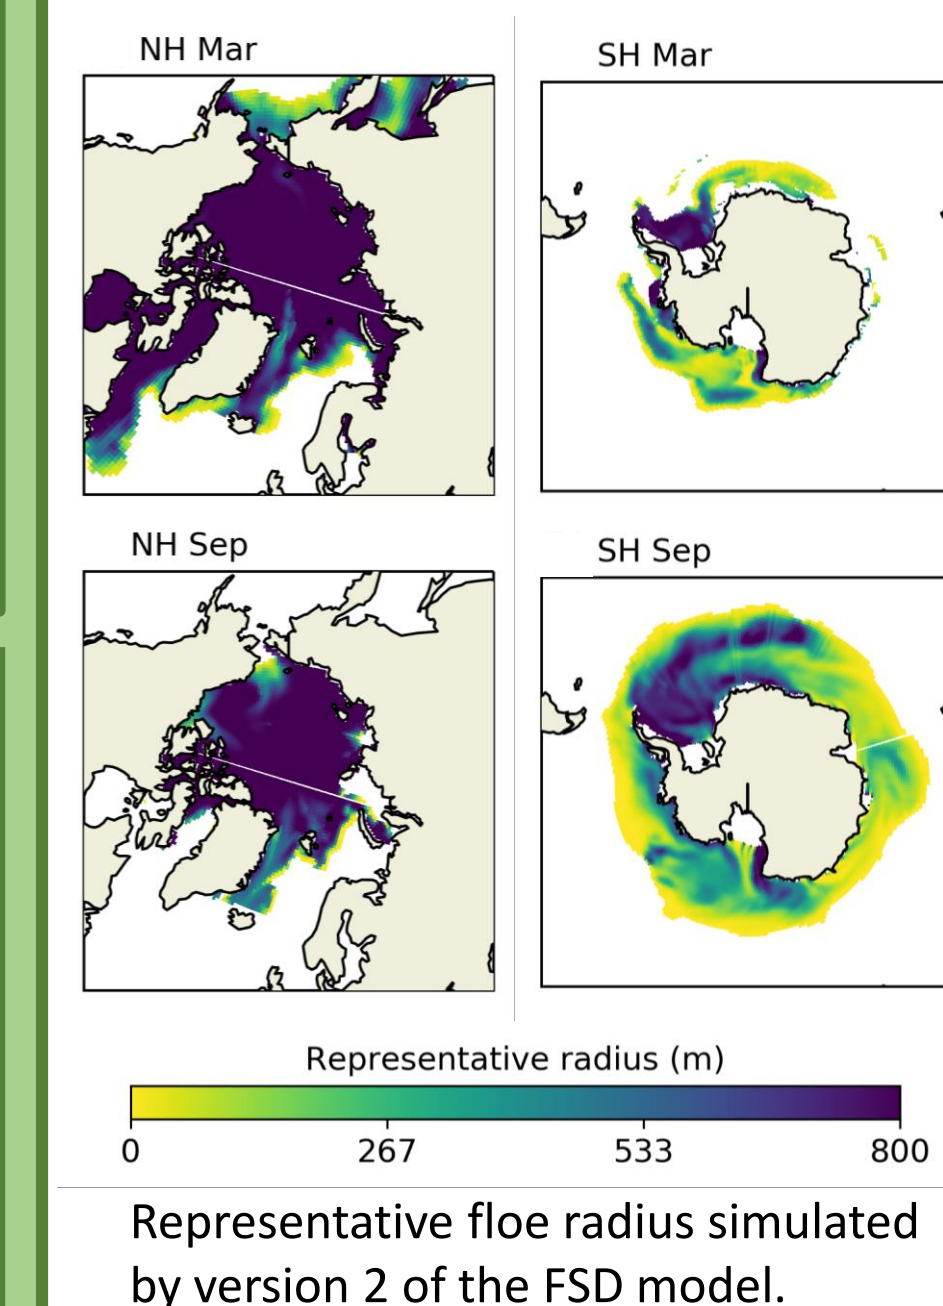 NH Mar
SH Mar
NH Sep
SH Sep
Representative radius (m)
0 267 533 800
Representative floe radius simulated
by version 2 of the FSD model.